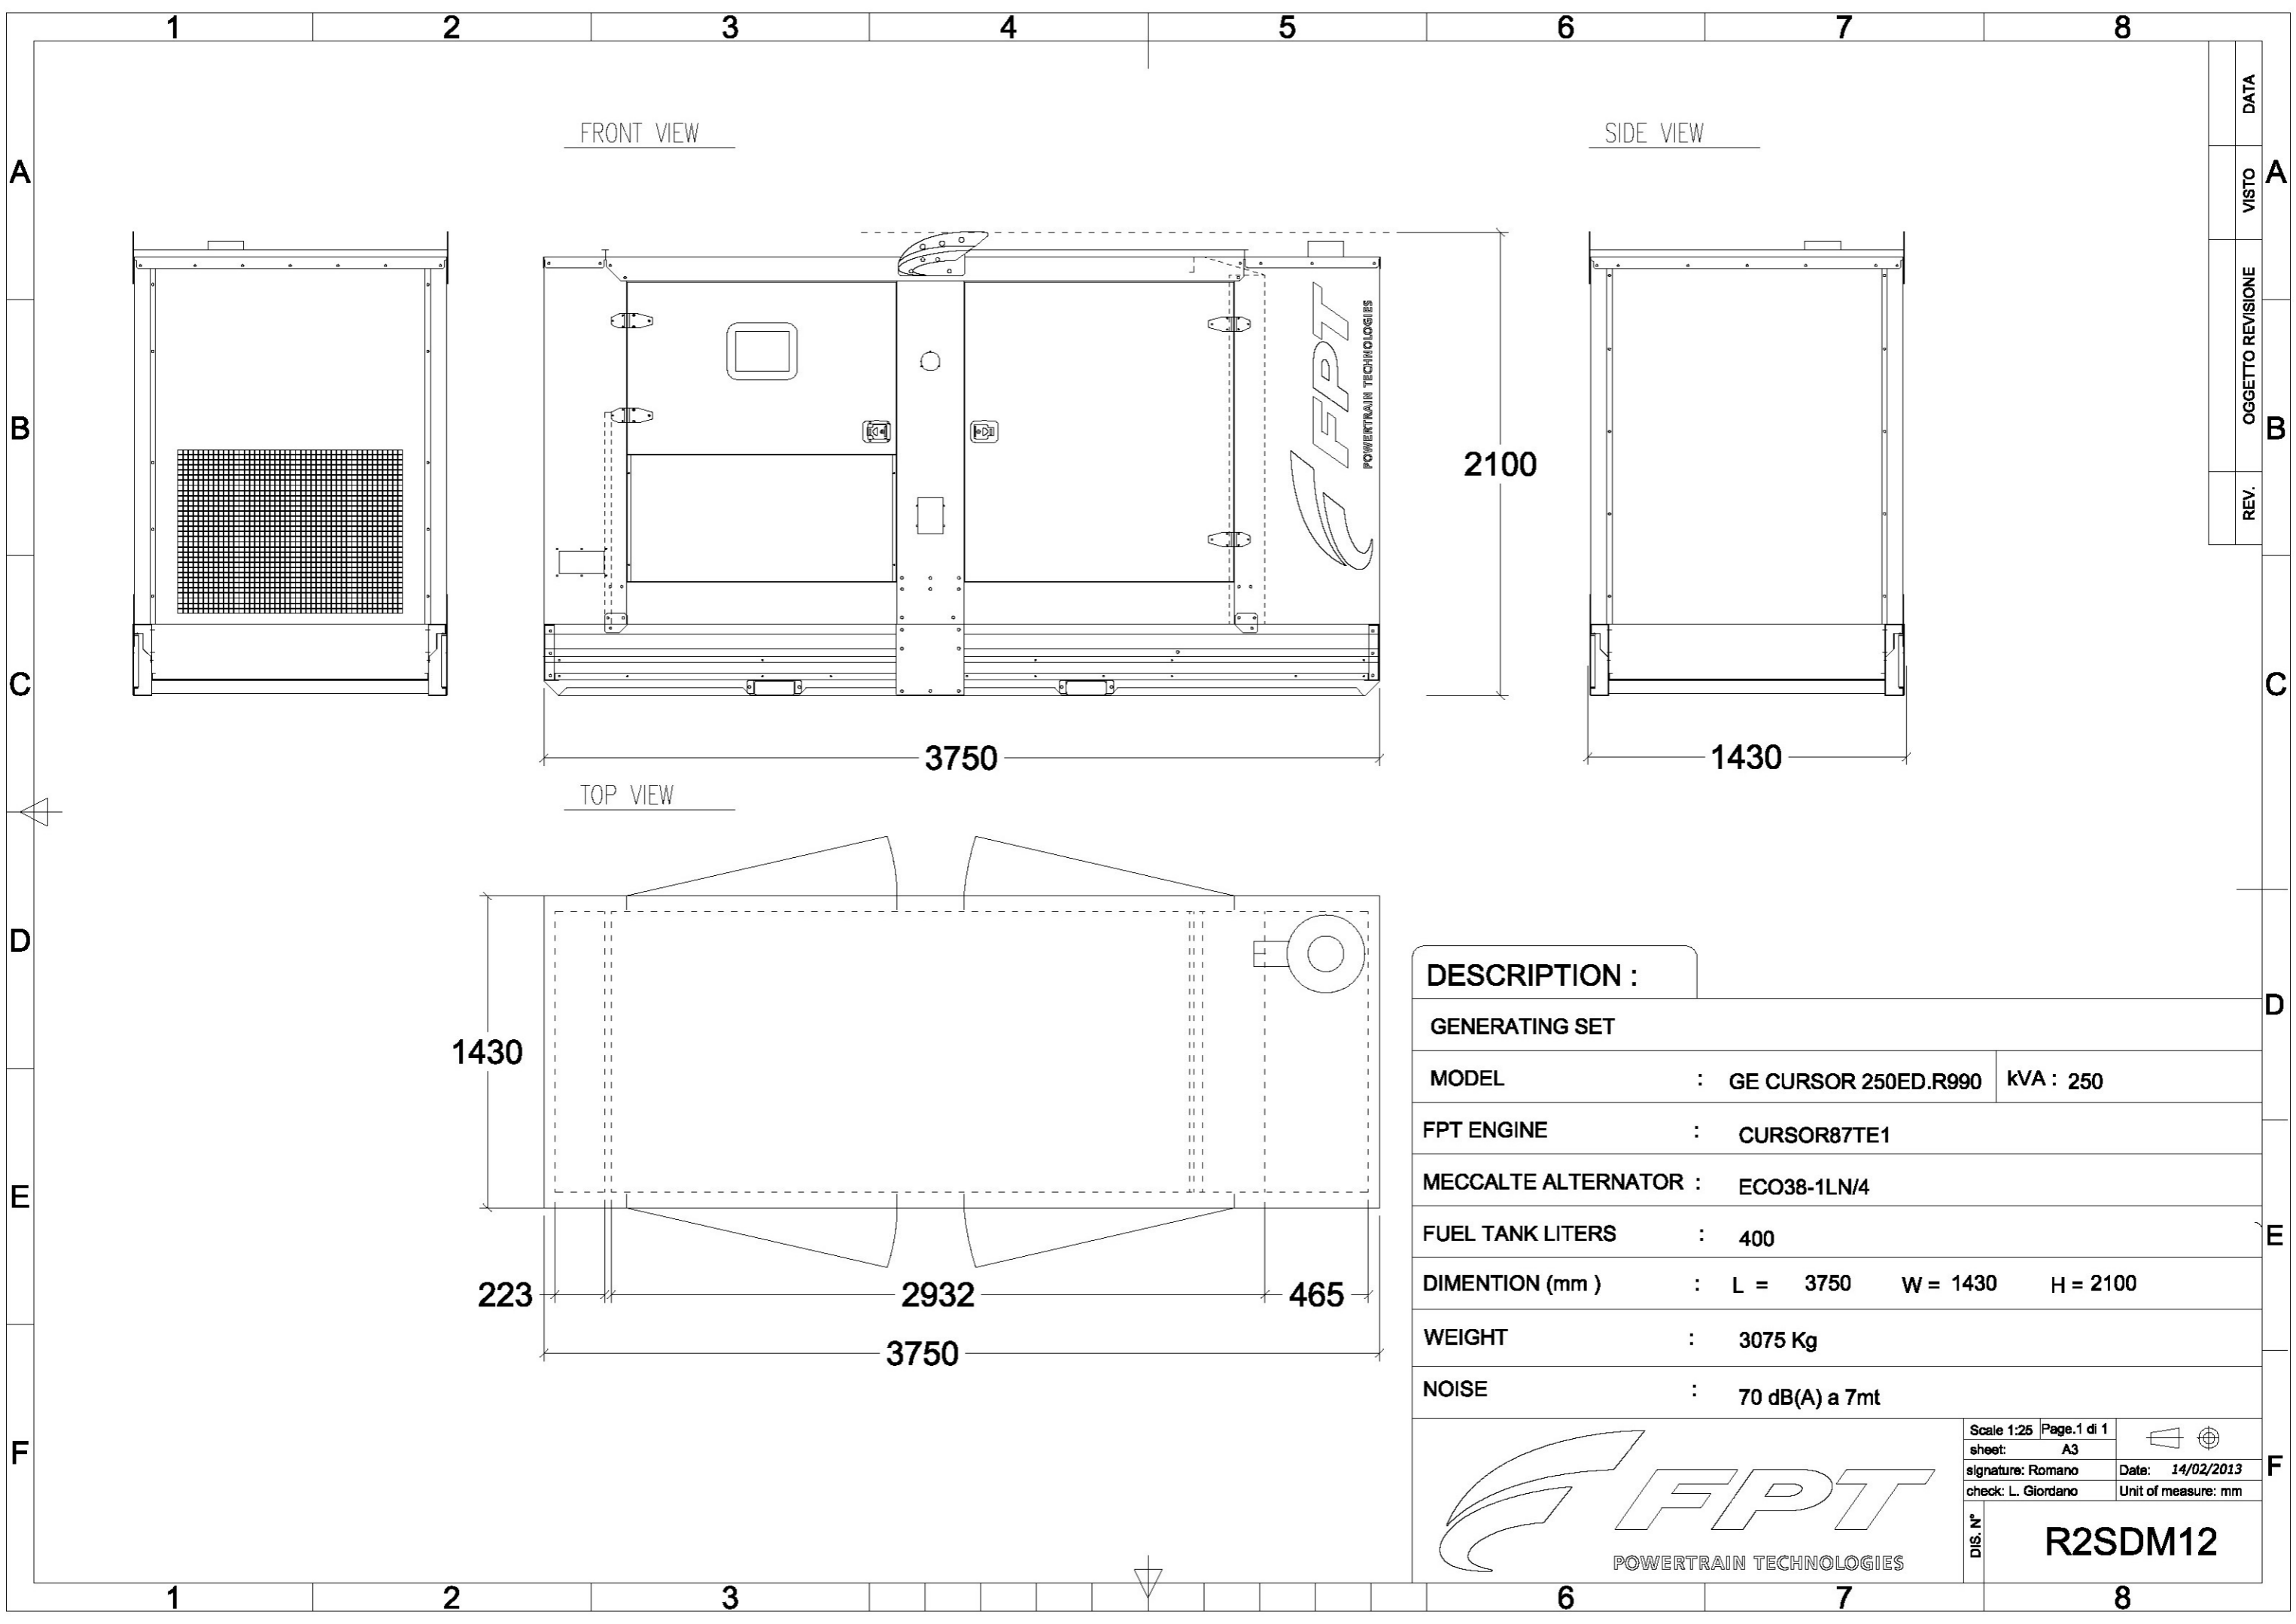 1 2 3 4 5 6 7 8
DATA
VISTO
OGGETTO REVISIONE
REV.
A
B
C
D
E
F
A
B
C
D
E
F
FRONT VIEW
SIDE VIEW
FPT
POWERTRAIN TECHNOLOGIES
2100
3750
1430
TOP VIEW
1430
223
2932
465
3750
DESCRIPTION :
GENERATING SET
MODEL : GE CURSOR 250ED.R990 kVA : 250
FPT ENGINE : CURSOR87TE1
MECCALTE ALTERNATOR : ECO38-1LN/4
FUEL TANK LITERS : 400
DIMENTION (mm ) : L = 3750 W = 1430 H = 2100
WEIGHT : 3075 Kg
NOISE : 70 dB(A) a 7mt
FPT
POWERTRAIN TECHNOLOGIES
Scale 1:25 Page.1 di 1
sheet: A3
signature: Romano Date: 14/02/2013
check: L. Giordano Unit of measure: mm
DIS. N° R2SDM12
1 2 3 6 7 8